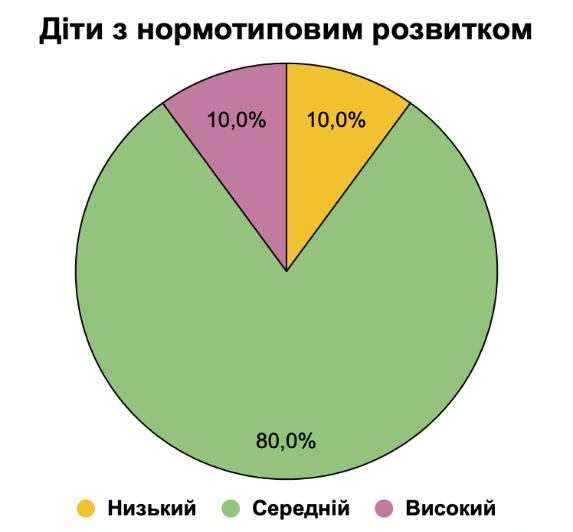 Діти з нормотиповим розвитком
10,0% 10,0%
80,0%
Низький Середній Високий